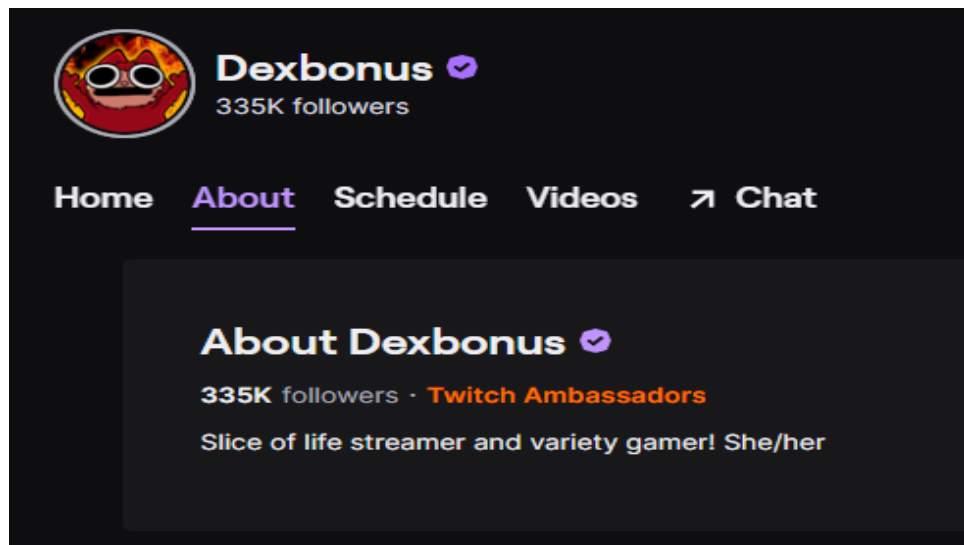 Dexbonus
335K followers
Home About Schedule Videos Chat
About Dexbonus
335K followers · Twitch Ambassadors
Slice of life streamer and variety gamer! She/her